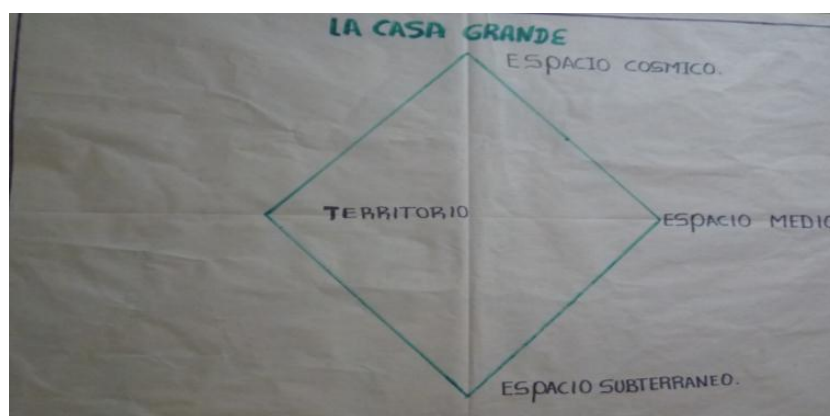 LA CASA GRANDE
ESPACIO COSMICO.
TERRITORIO
ESPACIO MEDIO
ESPACIO SUBTERRANEO.